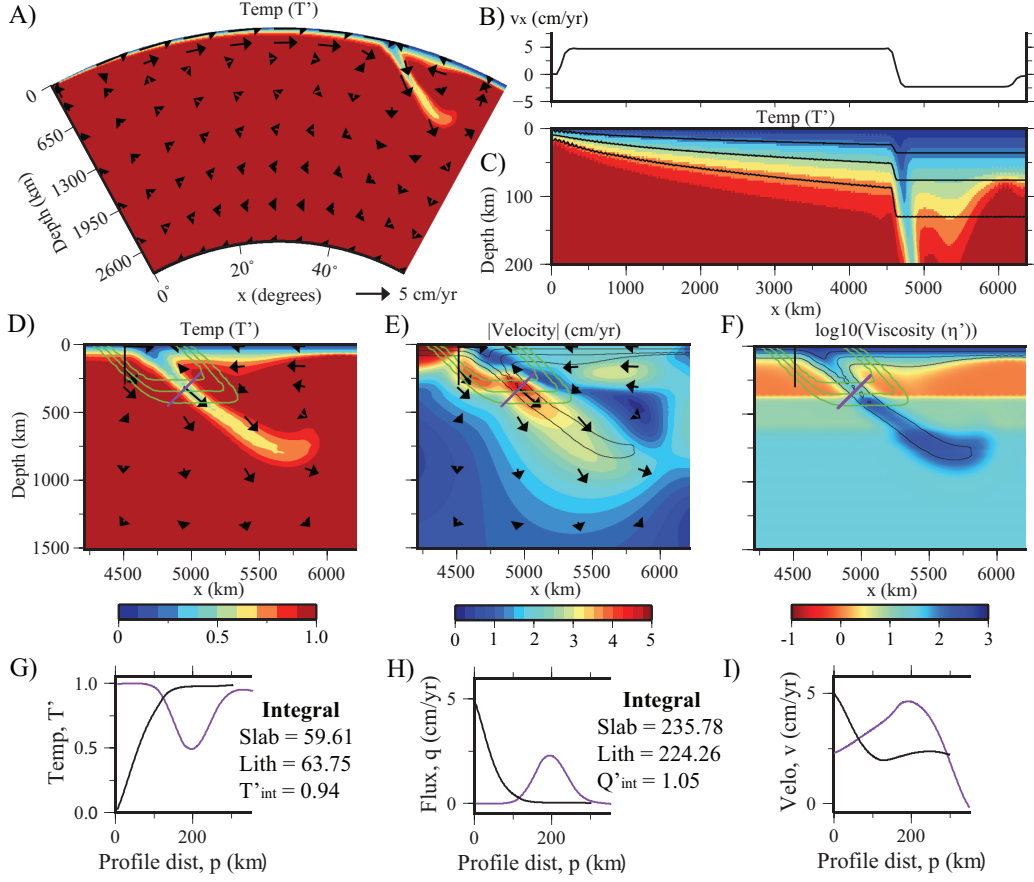 A)
Temp (T')
0
650
1300
1950
2600
Depth (km)
0°
20°
40°
x (degrees)
5 cm/yr
B)
vx (cm/yr)
5
0
−5
Temp (T')
C)
0
100
200
Depth (km)
0
1000
2000
3000
4000
5000
6000
x (km)
D)
Temp (T')
0
500
1000
1500
Depth (km)
4500
5000
5500
6000
x (km)
0
0.5
1.0
E)
|Velocity| (cm/yr)
4500
5000
5500
6000
x (km)
0
1
2
3
4
5
F)
log10(Viscosity (η'))
4500
5000
5500
6000
x (km)
-1
0
1
2
3
G)
1.0
0.5
0.0
Temp, T'
0
200
Profile dist, p (km)
Integral
Slab = 59.61
Lith = 63.75
T'int = 0.94
H)
5
0
Flux, q (cm/yr)
0
200
Profile dist, p (km)
Integral
Slab = 235.78
Lith = 224.26
Q'int = 1.05
I)
5
0
Velo, v (cm/yr)
0
200
Profile dist, p (km)